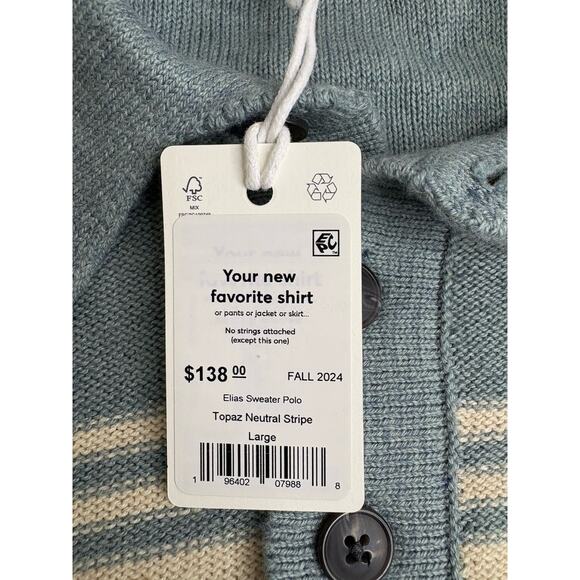 FSC
MIX
EPC
Your new
favorite shirt
or pants or jacket or skirt...
No strings attached
(except this one)
$138.00 FALL 2024
Elias Sweater Polo
Topaz Neutral Stripe
Large
1 96402 07988 8